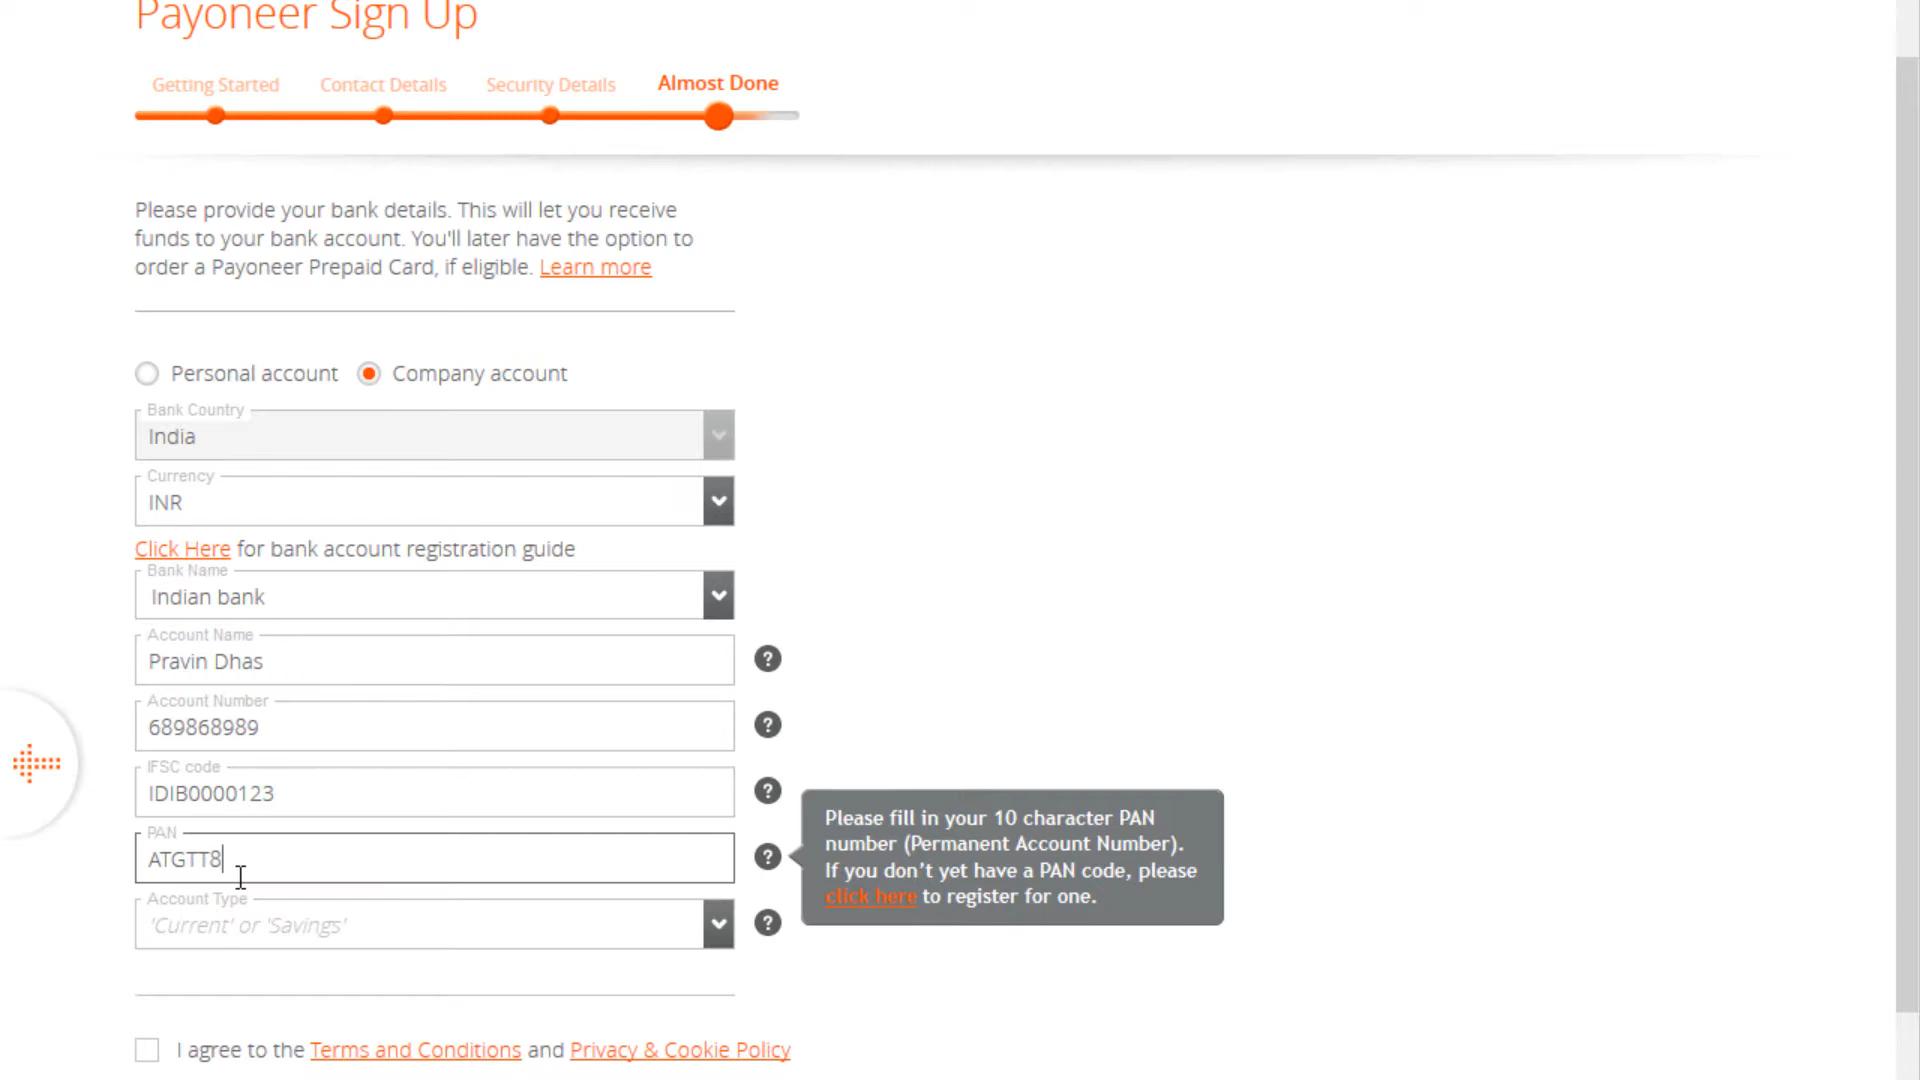 Payoneer Sign Up
Getting Started Contact Details Security Details Almost Done
Please provide your bank details. This will let you receive
funds to your bank account. You'll later have the option to
order a Payoneer Prepaid Card, if eligible. Learn more
Personal account Company account
Bank Country
India
Currency
INR
Click Here for bank account registration guide
Bank Name
Indian bank
Account Name
Pravin Dhas
?
Account Number
689868989
?
IFSC code
IDIB0000123
?
PAN
ATGTT8
?
Please fill in your 10 character PAN
number (Permanent Account Number).
If you don't yet have a PAN code, please
click here to register for one.
Account Type
'Current' or 'Savings'
?
I agree to the Terms and Conditions and Privacy & Cookie Policy